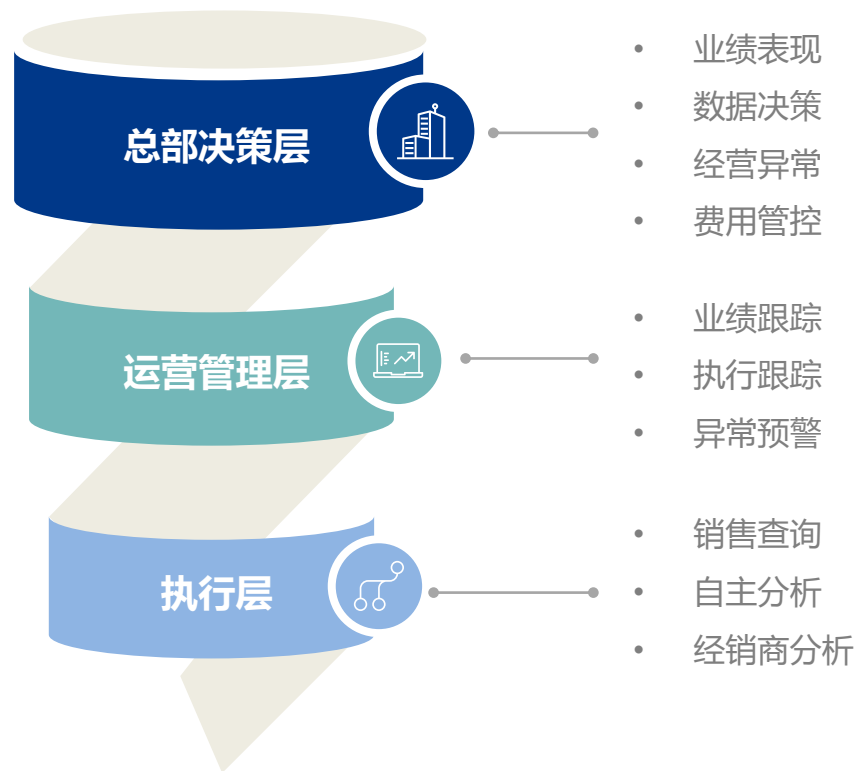 总部决策层
• 业绩表现
• 数据决策
• 经营异常
• 费用管控
运营管理层
• 业绩跟踪
• 执行跟踪
• 异常预警
执行层
• 销售查询
• 自主分析
• 经销商分析